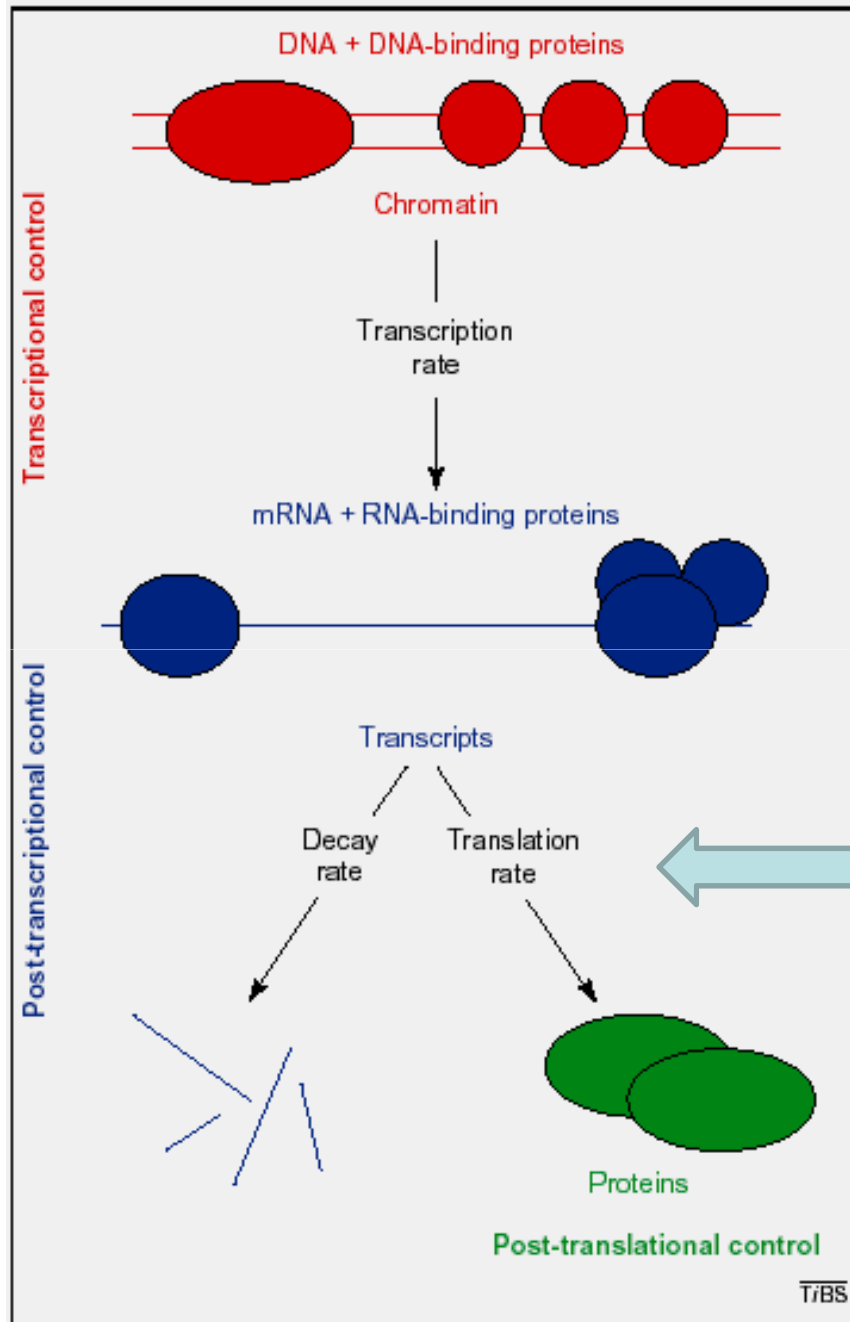 DNA + DNA-binding proteins
Chromatin
Transcriptional control
Transcription
rate
mRNA + RNA-binding proteins
Transcripts
Post-transcriptional control
Decay
rate
Translation
rate
Proteins
Post-translational control
TiBS